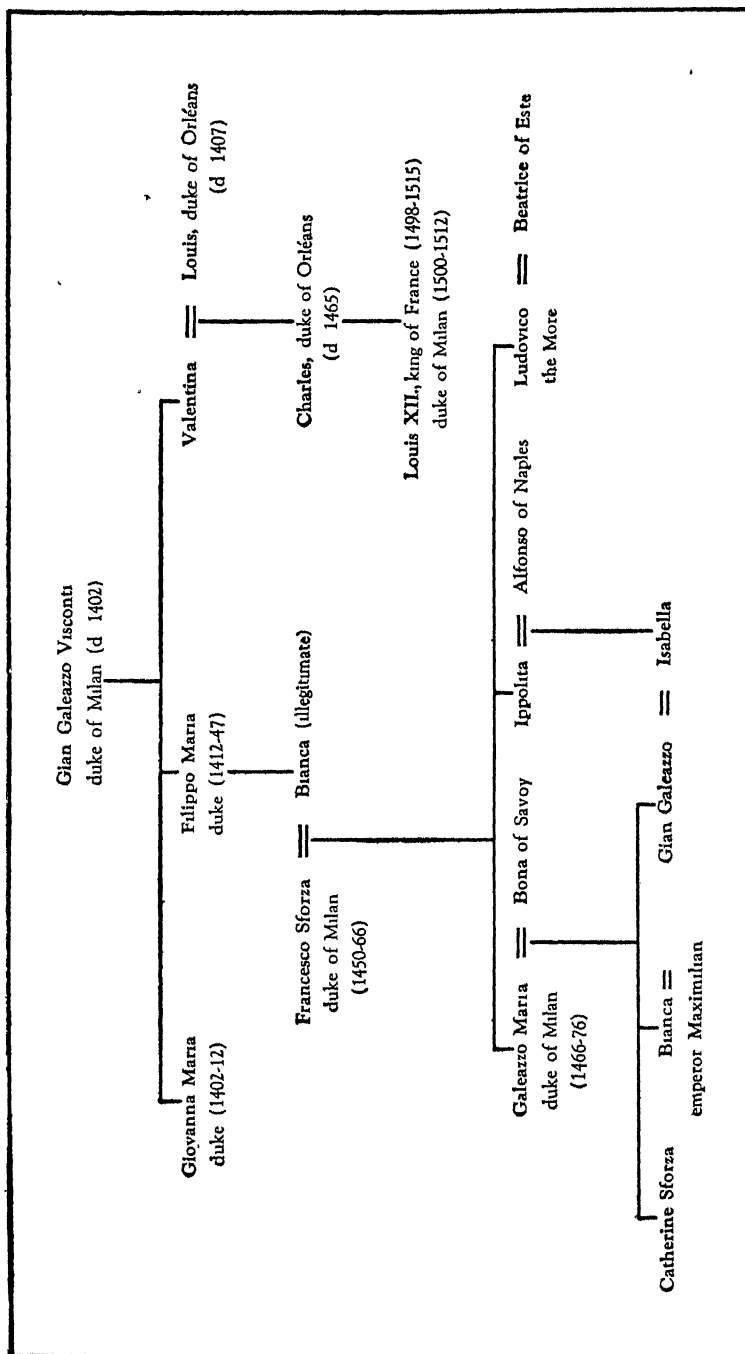 Gian Galeazzo Visconti
duke of Milan (d 1402)
Giovanna Maria
duke (1402-12)
Filippo Maria
duke (1412-47)
Valentina = Louis, duke of Orléans
(d 1407)
Francesco Sforza = Bianca (illegitimate)
duke of Milan
(1450-66)
Charles, duke of Orléans
(d 1465)
Louis XII, king of France (1498-1515)
duke of Milan (1500-1512)
Galeazzo Maria = Bona of Savoy
duke of Milan
(1466-76)
Ippolita = Alfonso of Naples
Ludovico = Beatrice of Este
the More
Catherine Sforza
Bianca =
emperor Maximilian
Gian Galeazzo = Isabella